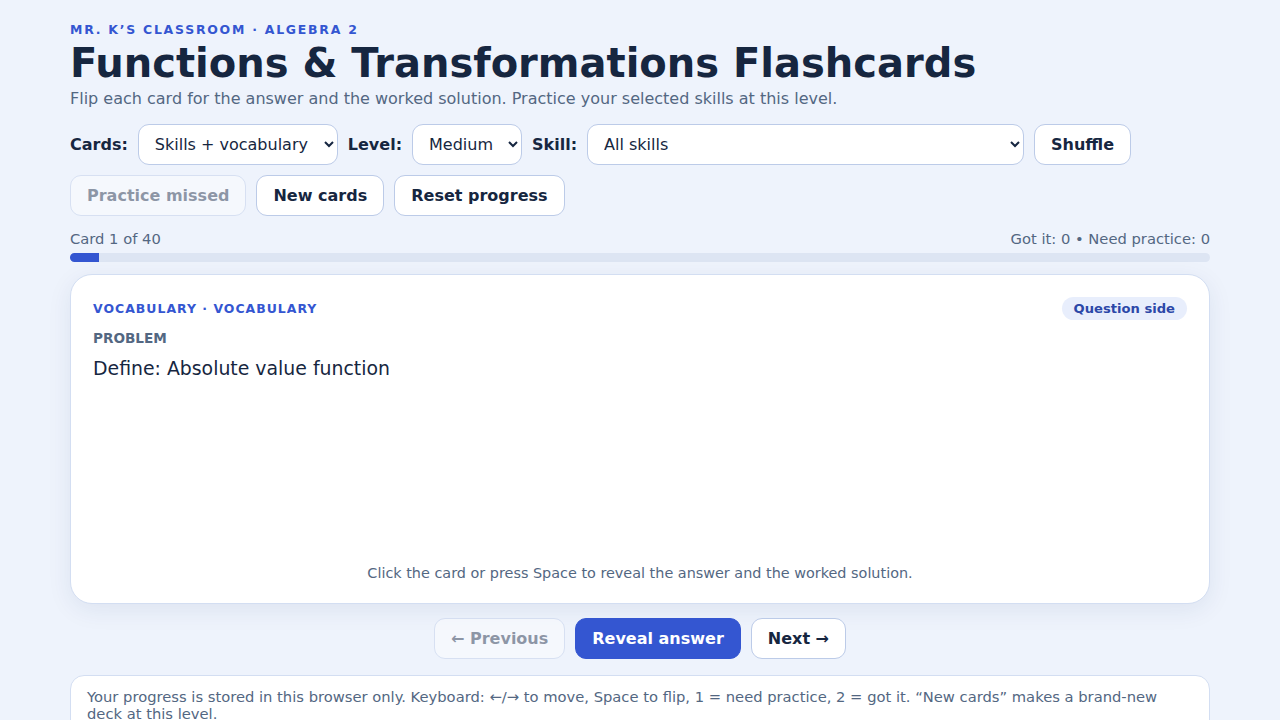 MR. K’S CLASSROOM · ALGEBRA 2
Functions & Transformations Flashcards
Flip each card for the answer and the worked solution. Practice your selected skills at this level.
Cards: Skills + vocabulary Level: Medium Skill: All skills Shuffle
Practice missed New cards Reset progress
Card 1 of 40 Got it: 0 • Need practice: 0
VOCABULARY · VOCABULARY Question side
PROBLEM
Define: Absolute value function
Click the card or press Space to reveal the answer and the worked solution.
← Previous Reveal answer Next →
Your progress is stored in this browser only. Keyboard: ←/→ to move, Space to flip, 1 = need practice, 2 = got it. “New cards” makes a brand-new
deck at this level.